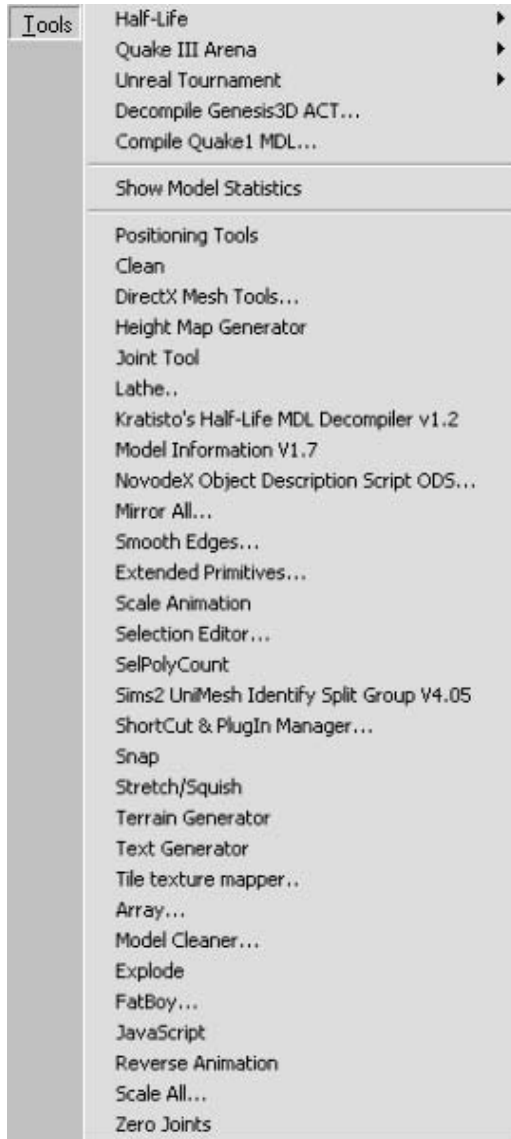 Tools
Half-Life
Quake III Arena
Unreal Tournament
Decompile Genesis3D ACT...
Compile Quake1 MDL...
Show Model Statistics
Positioning Tools
Clean
DirectX Mesh Tools...
Height Map Generator
Joint Tool
Lathe..
Kratisto's Half-Life MDL Decompiler v1.2
Model Information V1.7
NovodeX Object Description Script ODS...
Mirror All...
Smooth Edges...
Extended Primitives...
Scale Animation
Selection Editor...
SelPolyCount
Sims2 UniMesh Identify Split Group V4.05
ShortCut & PlugIn Manager...
Snap
Stretch/Squish
Terrain Generator
Text Generator
Tile texture mapper..
Array...
Model Cleaner...
Explode
FatBoy...
JavaScript
Reverse Animation
Scale All...
Zero Joints